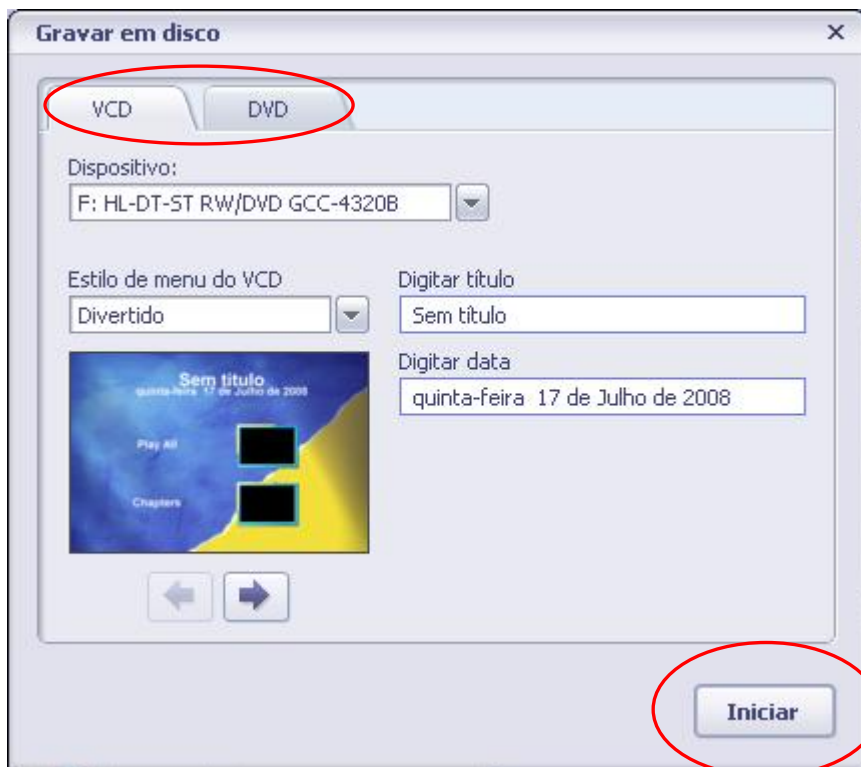 Gravar em disco
VCD
DVD
Dispositivo:
F: HL-DT-ST RW/DVD GCC-4320B
Estilo de menu do VCD
Divertido
Digitar título
Sem título
Digitar data
quinta-feira 17 de Julho de 2008
Sem título
quinta-feira 17 de Julho de 2008
Play All
Chapters
Iniciar